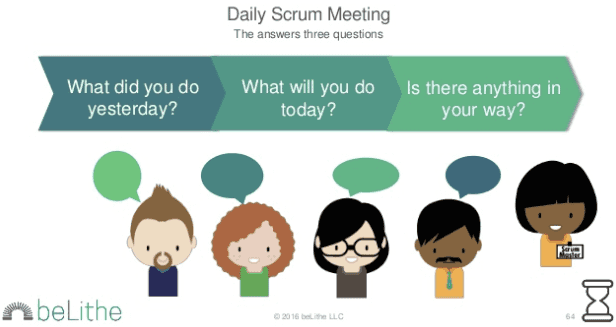 Daily Scrum Meeting
The answers three questions
What did you do
yesterday?
What will you do
today?
Is there anything in
your way?
Scrum
Master
beLithe
© 2016 beLithe LLC
64